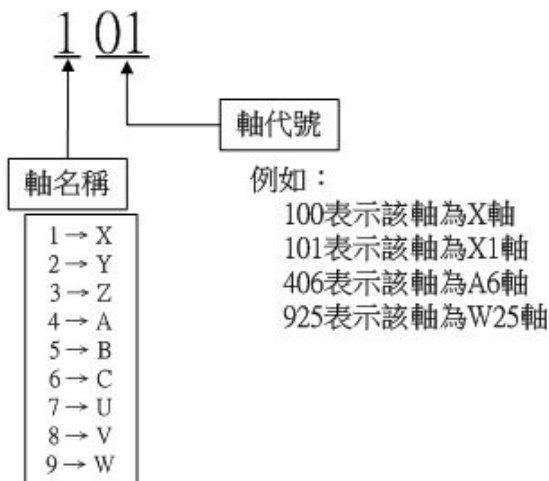 1 01
軸代號
軸名稱
1→X
2→Y
3→Z
4→A
5→B
6→C
7→U
8→V
9→W
例如：
100表示該軸為X軸
101表示該軸為X1軸
406表示該軸為A6軸
925表示該軸為W25軸